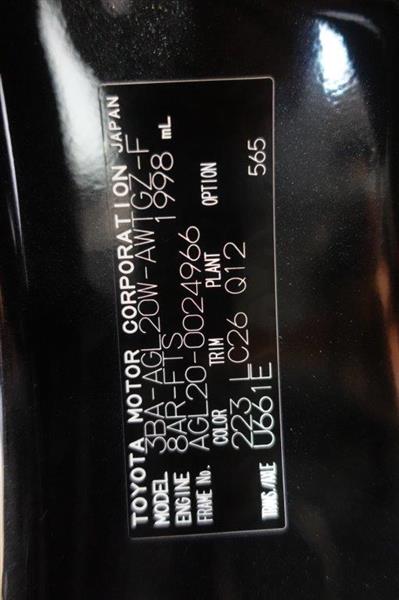 TOYOTA MOTOR CORPORATION JAPAN
MODEL 3BA-AGL20W-AWTGZ-F
ENGINE 8AR-FTS 1998 mL
FRAME No. AGL20-0024966
COLOR TRIM PLANT OPTION
223 LC26 Q12
TRANS/AXLE U661E 565